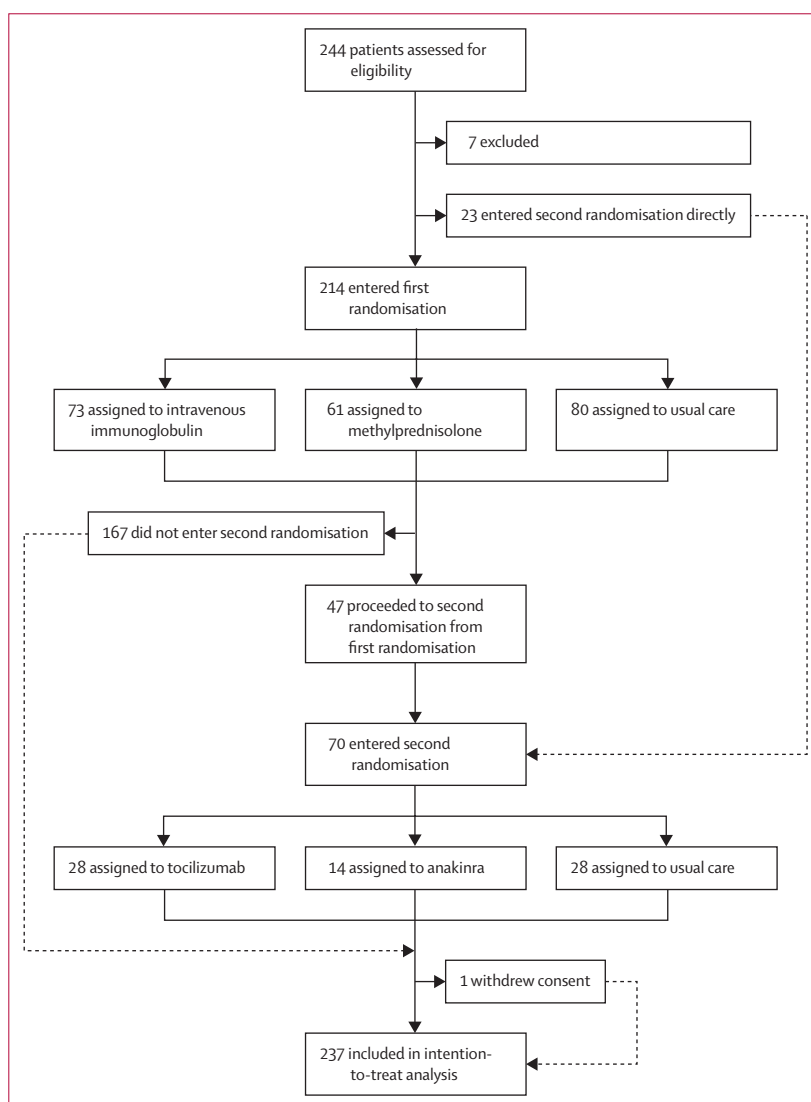 244 patients assessed for
eligibility
7 excluded
23 entered second randomisation directly
214 entered first
randomisation
73 assigned to intravenous
immunoglobulin
61 assigned to
methylprednisolone
80 assigned to usual care
167 did not enter second randomisation
47 proceeded to second
randomisation from
first randomisation
70 entered second
randomisation
28 assigned to tocilizumab
14 assigned to anakinra
28 assigned to usual care
1 withdrew consent
237 included in intention-
to-treat analysis